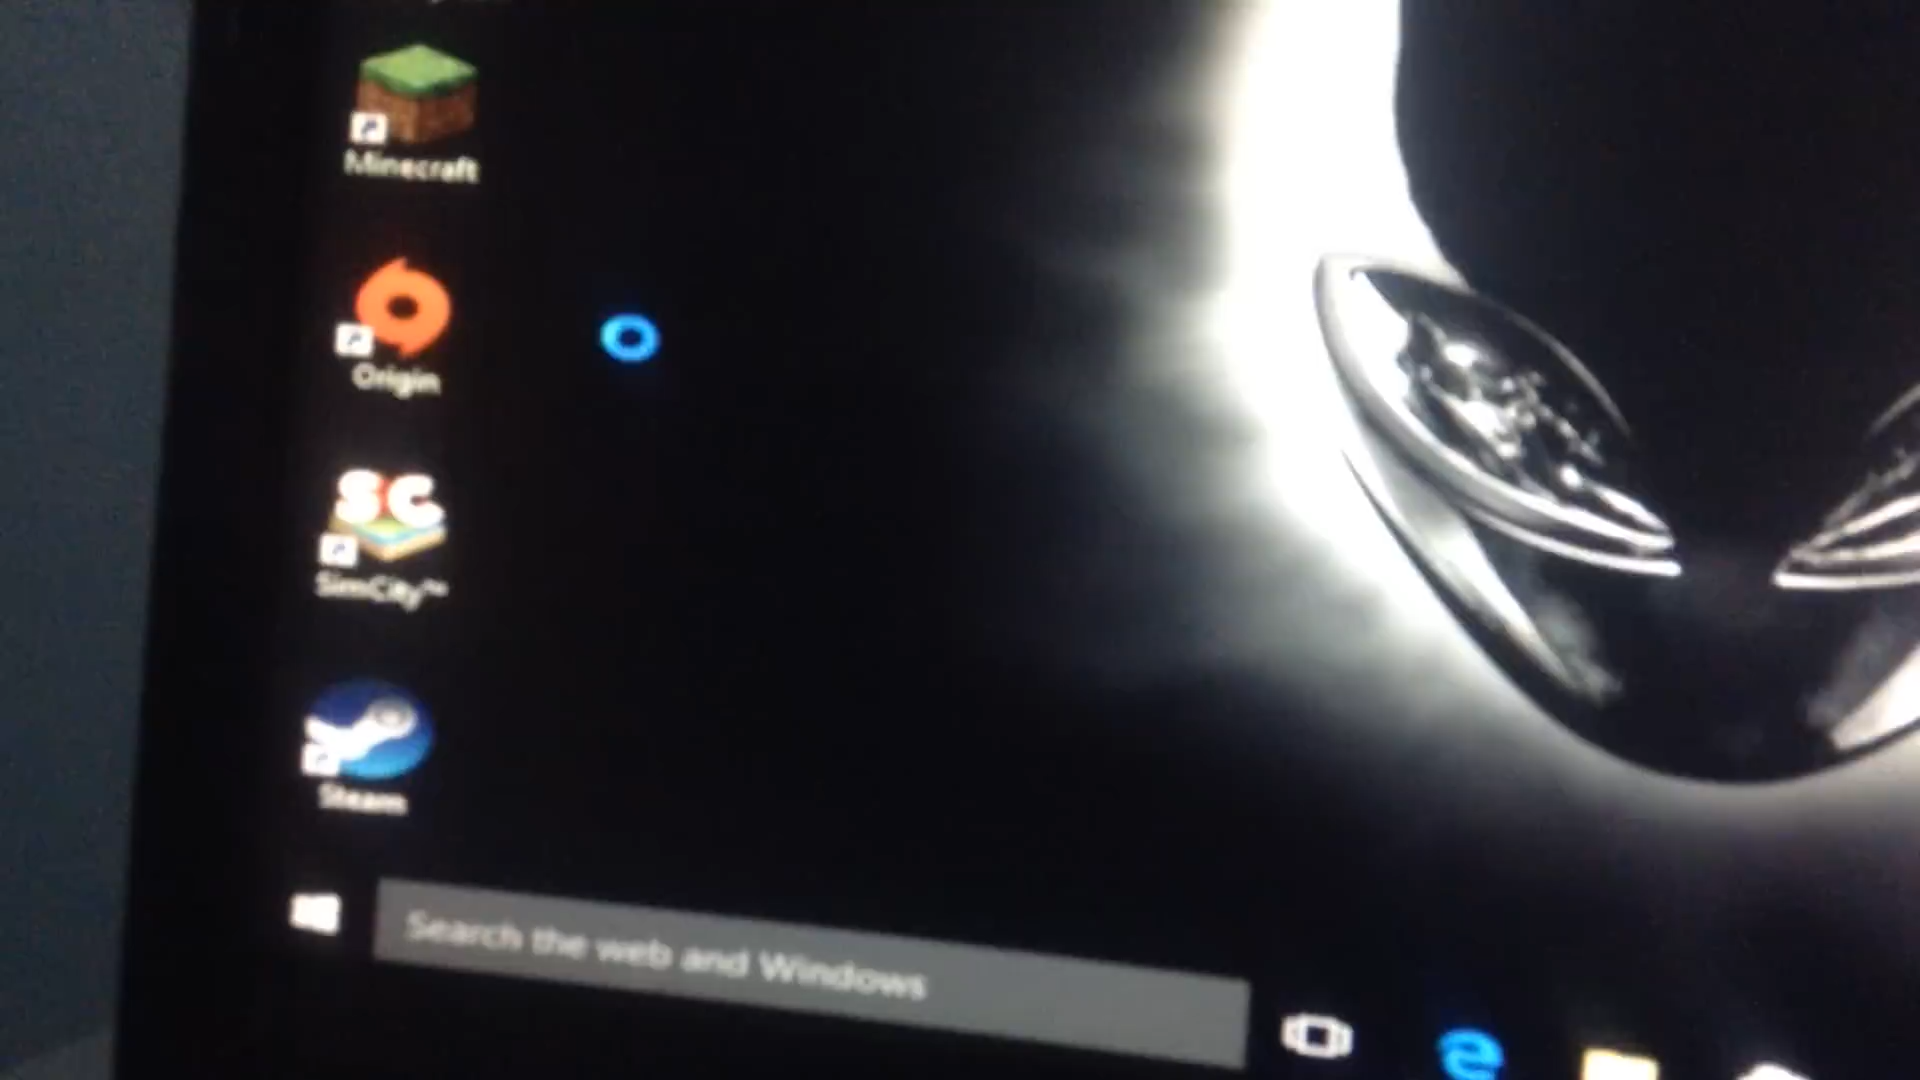 Minecraft
Origin
SC
SimCity™
Steam
Search the web and Windows